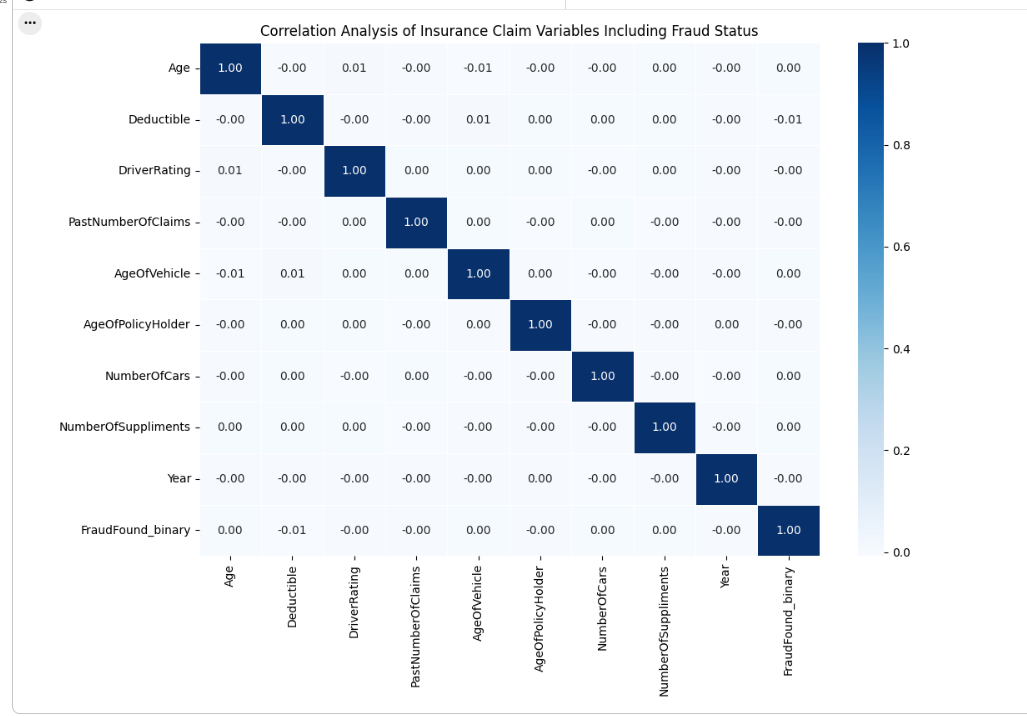 Correlation Analysis of Insurance Claim Variables Including Fraud Status
Age 1.00 -0.00 0.01 -0.00 -0.01 -0.00 -0.00 0.00 -0.00 0.00
Deductible -0.00 1.00 -0.00 -0.00 0.01 0.00 0.00 0.00 -0.00 -0.01
DriverRating 0.01 -0.00 1.00 0.00 0.00 0.00 -0.00 0.00 -0.00 -0.00
PastNumberOfClaims -0.00 -0.00 0.00 1.00 0.00 -0.00 0.00 -0.00 -0.00 -0.00
AgeOfVehicle -0.01 0.01 0.00 0.00 1.00 0.00 -0.00 0.00 -0.00 0.00
AgeOfPolicyHolder -0.00 0.00 0.00 -0.00 0.00 1.00 -0.00 -0.00 0.00 -0.00
NumberOfCars -0.00 0.00 -0.00 0.00 -0.00 -0.00 1.00 -0.00 -0.00 0.00
NumberOfSuppliments 0.00 0.00 0.00 -0.00 0.00 -0.00 -0.00 1.00 -0.00 0.00
Year -0.00 -0.00 -0.00 -0.00 -0.00 0.00 -0.00 -0.00 1.00 -0.00
FraudFound_binary 0.00 -0.01 -0.00 -0.00 0.00 -0.00 0.00 0.00 -0.00 1.00
Age
Deductible
DriverRating
PastNumberOfClaims
AgeOfVehicle
AgeOfPolicyHolder
NumberOfCars
NumberOfSuppliments
Year
FraudFound_binary
1.0
0.8
0.6
0.4
0.2
0.0